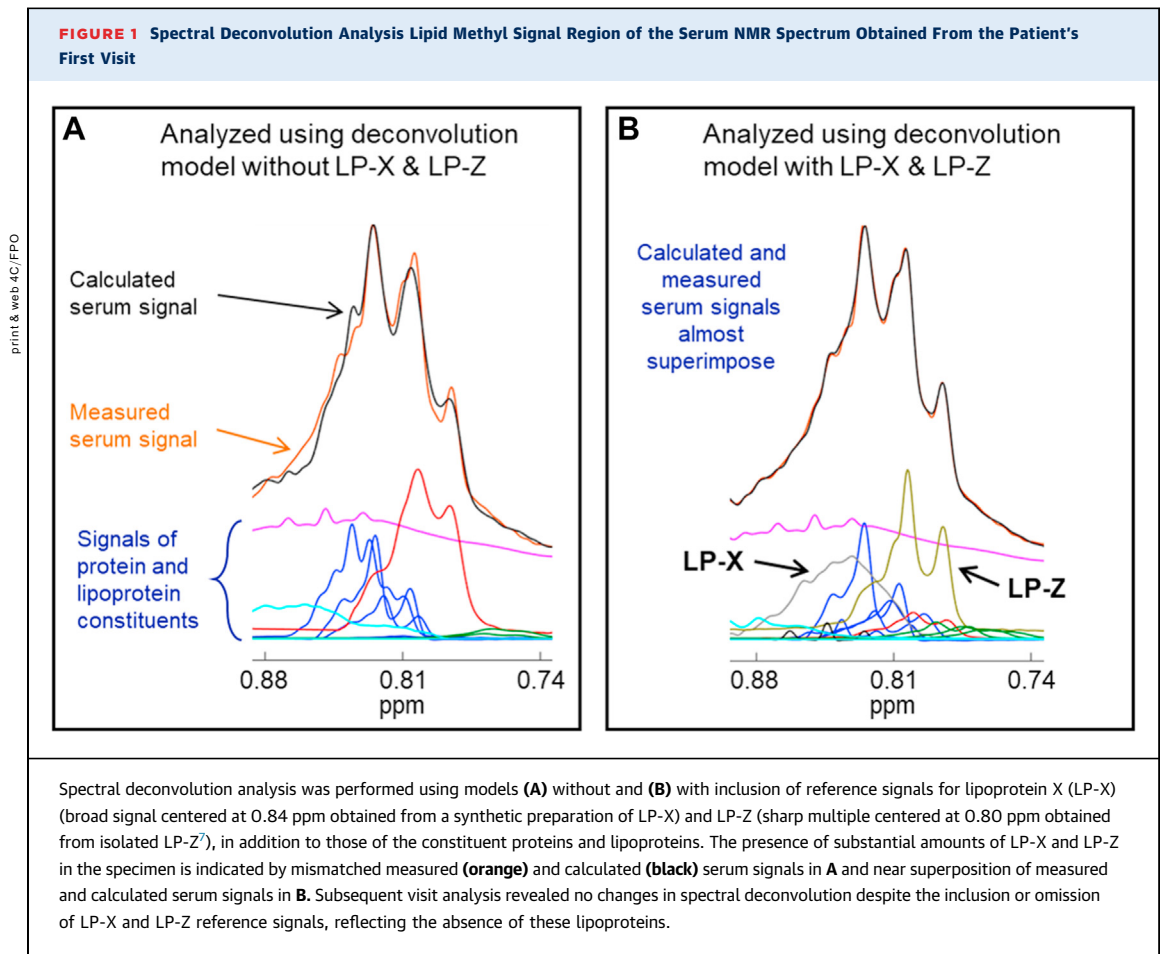 FIGURE 1 Spectral Deconvolution Analysis Lipid Methyl Signal Region of the Serum NMR Spectrum Obtained From the Patient's
First Visit
print & web 4C/FPO
A
Analyzed using deconvolution
model without LP-X & LP-Z
Calculated
serum signal
Measured
serum signal
Signals of
protein and
lipoprotein
constituents
0.88 0.81 0.74
ppm
B
Analyzed using deconvolution
model with LP-X & LP-Z
Calculated and
measured
serum signals
almost
superimpose
LP-X
LP-Z
0.88 0.81 0.74
ppm
Spectral deconvolution analysis was performed using models (A) without and (B) with inclusion of reference signals for lipoprotein X (LP-X)
(broad signal centered at 0.84 ppm obtained from a synthetic preparation of LP-X) and LP-Z (sharp multiple centered at 0.80 ppm obtained
from isolated LP-Z7), in addition to those of the constituent proteins and lipoproteins. The presence of substantial amounts of LP-X and LP-Z
in the specimen is indicated by mismatched measured (orange) and calculated (black) serum signals in A and near superposition of measured
and calculated serum signals in B. Subsequent visit analysis revealed no changes in spectral deconvolution despite the inclusion or omission
of LP-X and LP-Z reference signals, reflecting the absence of these lipoproteins.